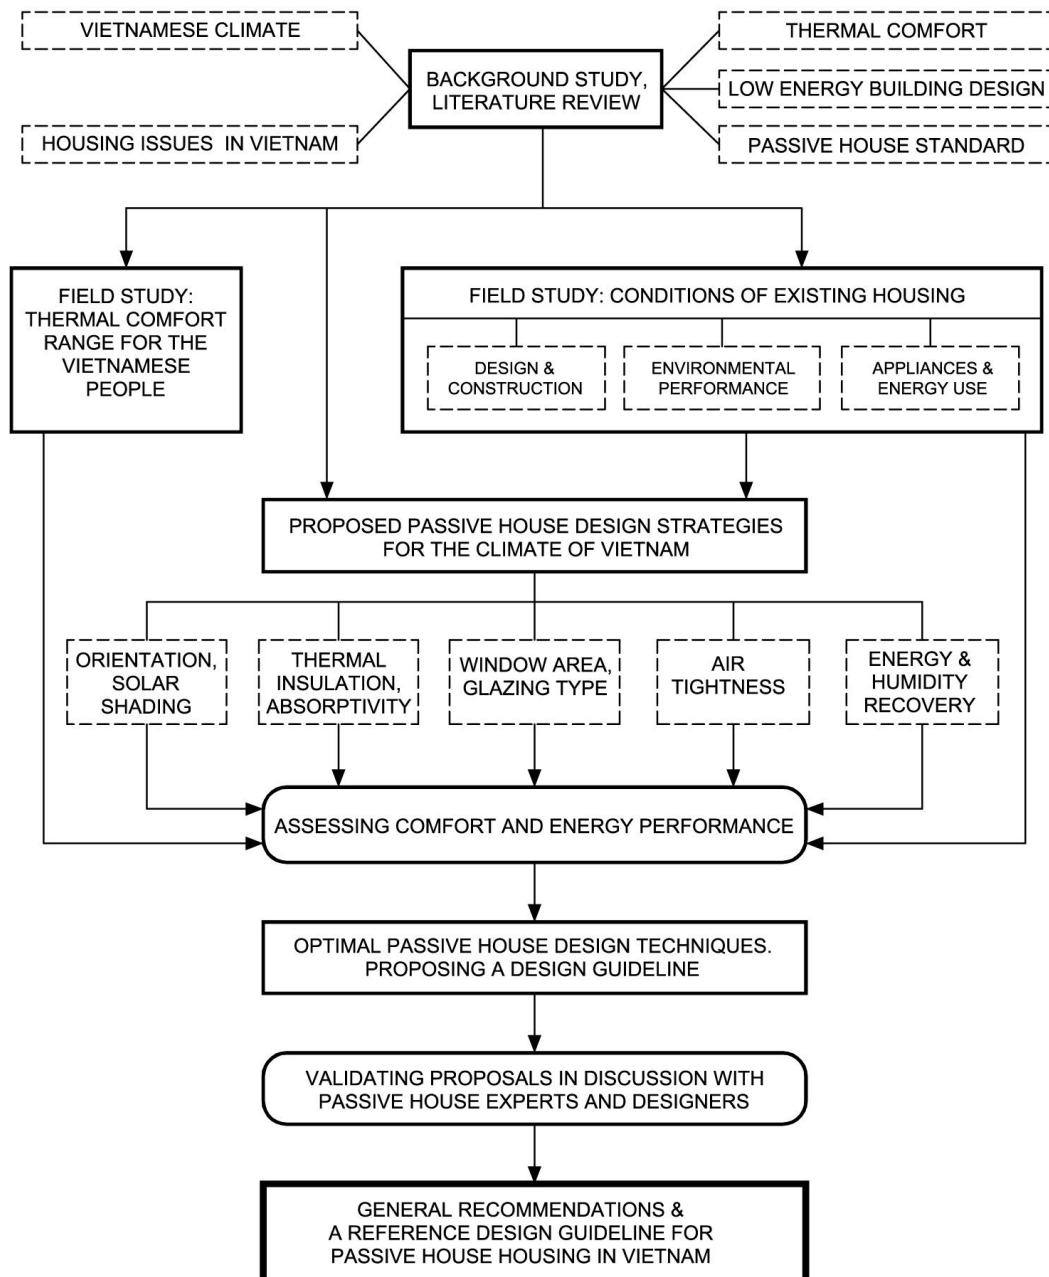 VIETNAMESE CLIMATE
HOUSING ISSUES IN VIETNAM
BACKGROUND STUDY,
LITERATURE REVIEW
THERMAL COMFORT
LOW ENERGY BUILDING DESIGN
PASSIVE HOUSE STANDARD
FIELD STUDY:
THERMAL COMFORT
RANGE FOR THE
VIETNAMESE
PEOPLE
FIELD STUDY: CONDITIONS OF EXISTING HOUSING
DESIGN &
CONSTRUCTION
ENVIRONMENTAL
PERFORMANCE
APPLIANCES &
ENERGY USE
PROPOSED PASSIVE HOUSE DESIGN STRATEGIES
FOR THE CLIMATE OF VIETNAM
ORIENTATION,
SOLAR
SHADING
THERMAL
INSULATION,
ABSORPTIVITY
WINDOW AREA,
GLAZING TYPE
AIR
TIGHTNESS
ENERGY &
HUMIDITY
RECOVERY
ASSESSING COMFORT AND ENERGY PERFORMANCE
OPTIMAL PASSIVE HOUSE DESIGN TECHNIQUES.
PROPOSING A DESIGN GUIDELINE
VALIDATING PROPOSALS IN DISCUSSION WITH
PASSIVE HOUSE EXPERTS AND DESIGNERS
GENERAL RECOMMENDATIONS &
A REFERENCE DESIGN GUIDELINE FOR
PASSIVE HOUSE HOUSING IN VIETNAM